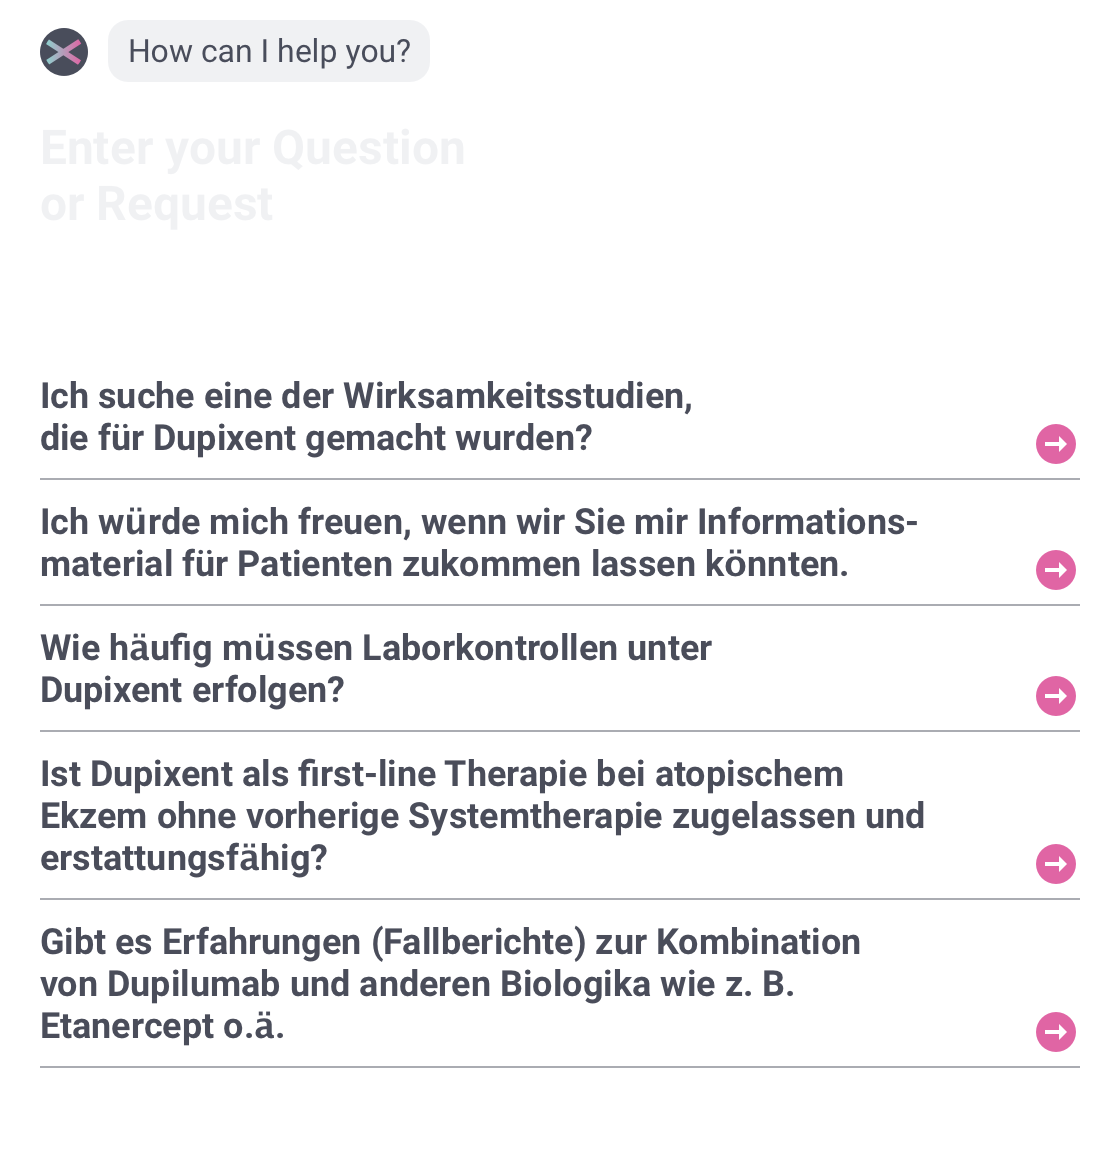 How can I help you?
Enter your Question
or Request
Ich suche eine der Wirksamkeitsstudien,
die für Dupixent gemacht wurden?
Ich würde mich freuen, wenn wir Sie mir Informations-
material für Patienten zukommen lassen könnten.
Wie häufig müssen Laborkontrollen unter
Dupixent erfolgen?
Ist Dupixent als first-line Therapie bei atopischem
Ekzem ohne vorherige Systemtherapie zugelassen und
erstattungsfähig?
Gibt es Erfahrungen (Fallberichte) zur Kombination
von Dupilumab und anderen Biologika wie z. B.
Etanercept o.ä.